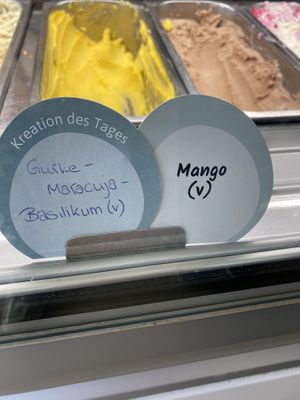 Kreation des Tages
Gurke-
Maracuja-
Basilikum (v)
Mango
(v)